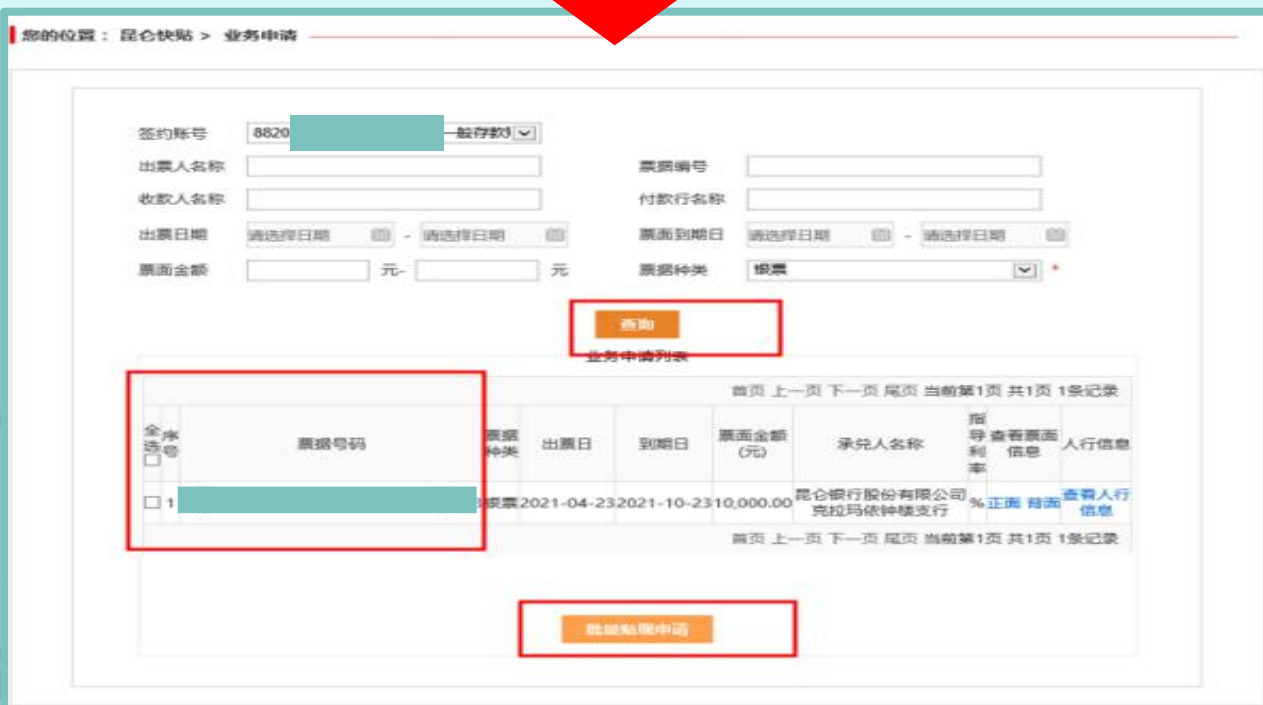 您的位置：昆仑快贴 > 业务申请
签约账号 8820 一般存款
出票人名称 票据编号
收款人名称 付款行名称
出票日期 请选择日期 - 请选择日期 票面到期日 请选择日期 - 请选择日期
票面金额 元- 元 票据种类 银票 *
查询
业务申请列表
首页 上一页 下一页 尾页 当前第1页 共1页 1条记录
全选 序号 票据号码 票据种类 出票日 到期日 票面金额(元) 承兑人名称 指导利率 查看票面信息 人行信息
1 银票 2021-04-23 2021-10-23 10,000.00 昆仑银行股份有限公司克拉玛依钟楼支行 % 正面 背面 查看人行信息
首页 上一页 下一页 尾页 当前第1页 共1页 1条记录
批量贴现申请